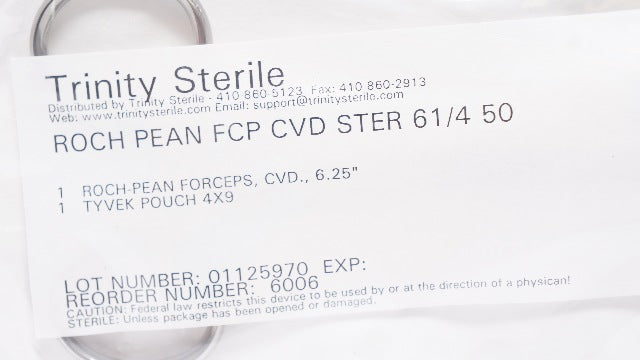 Trinity Sterile
Distributed by Trinity Sterile - 410 860-5123 Fax: 410 860-2913
Web: www.trinitysterile.com Email: support@trinitysterile.com
ROCH PEAN FCP CVD STER 61/4 50
1 ROCH-PEAN FORCEPS, CVD., 6.25"
1 TYVEK POUCH 4X9
LOT NUMBER: 01125970 EXP:
REORDER NUMBER: 6006
CAUTION: Federal law restricts this device to be used by or at the direction of a physican!
STERILE: Unless package has been opened or damaged.